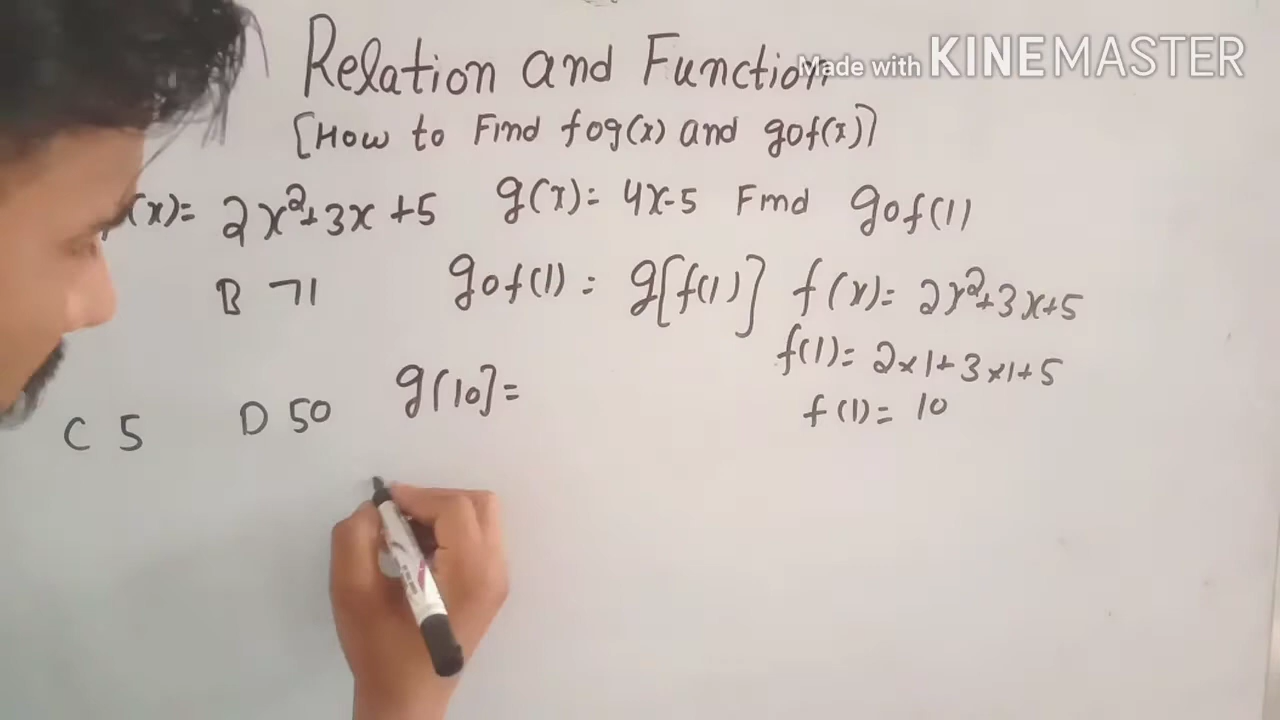 Relation and Function
Made with KINEMASTER
[How to Find fog(x) and gof(x)]
(x)= 2x²+3x+5 g(x)= 4x-5 Find gof(1)
B 71 gof(1) = g[f(1)] f(x)= 2x²+3x+5
f(1)= 2×1+3×1+5
g[10]= f(1)= 10
C 5 D 50